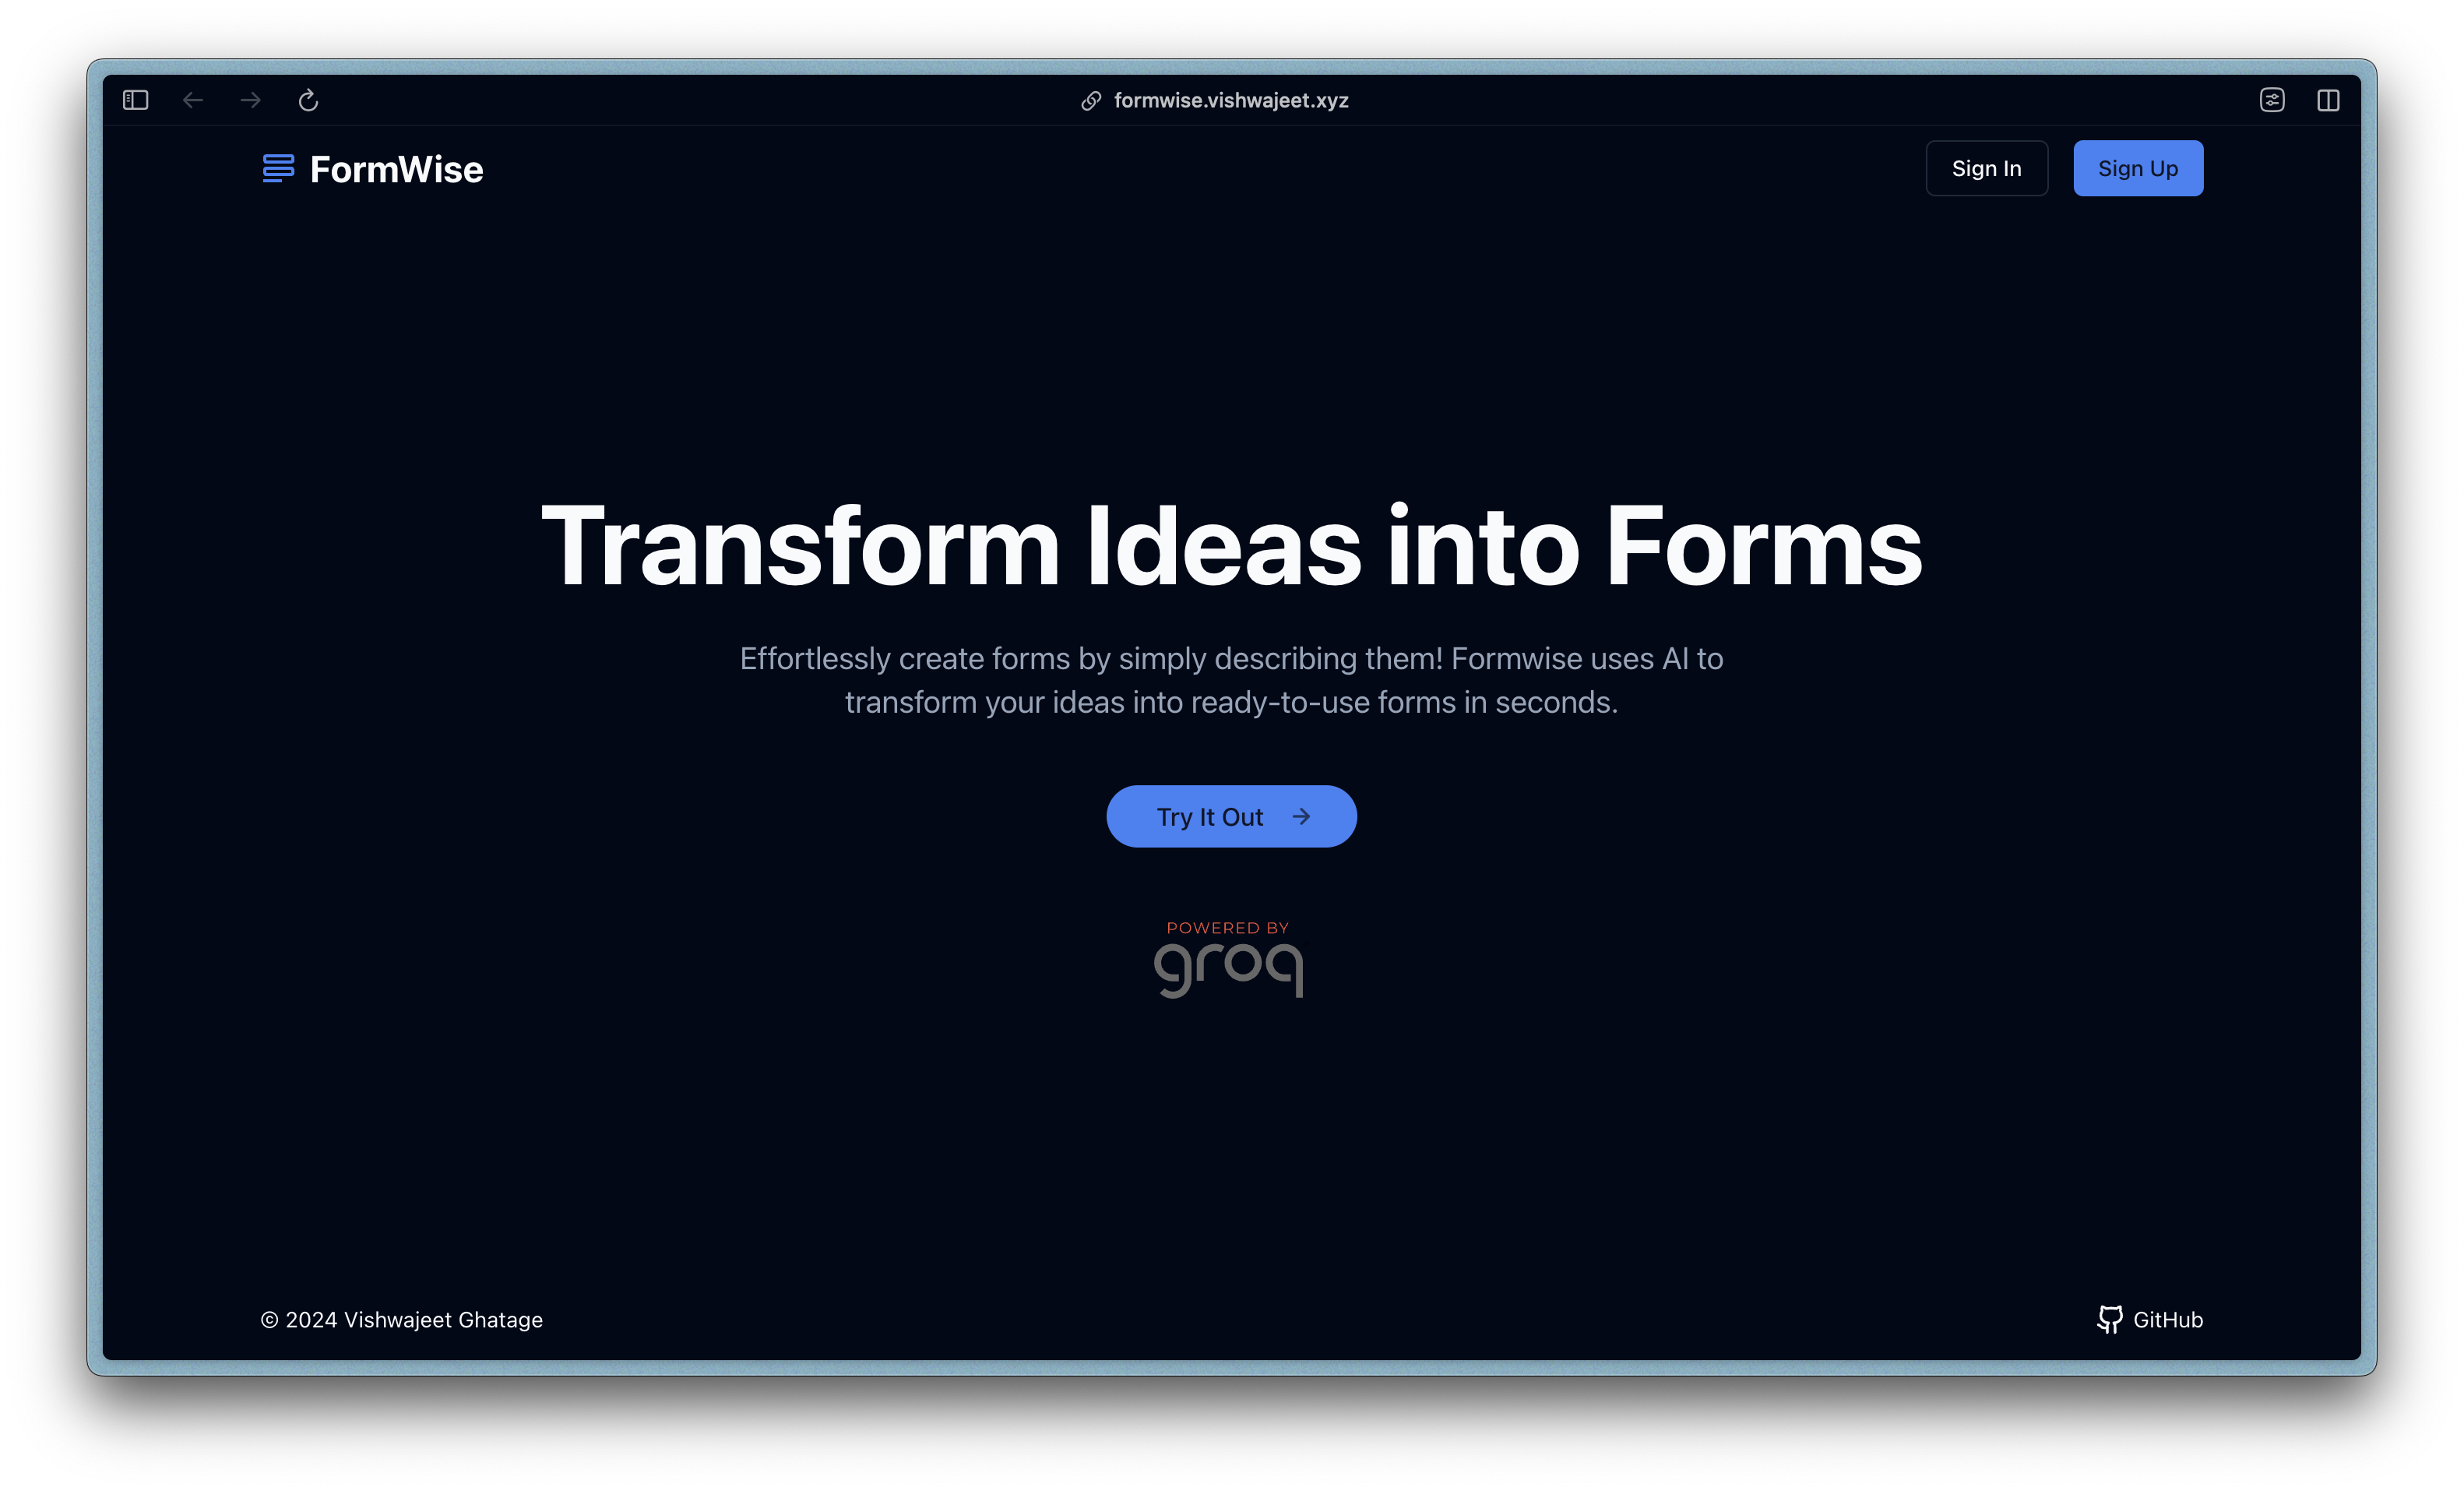 formwise.vishwajeet.xyz
FormWise
Sign In
Sign Up
Transform Ideas into Forms
Effortlessly create forms by simply describing them! Formwise uses AI to
transform your ideas into ready-to-use forms in seconds.
Try It Out
POWERED BY
groq
© 2024 Vishwajeet Ghatage
GitHub